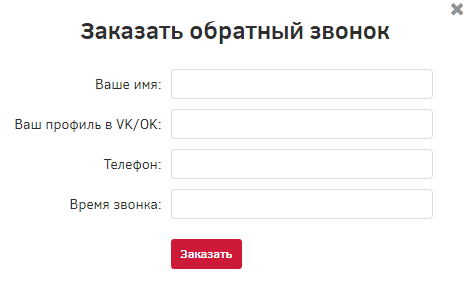 Заказать обратный звонок
Ваше имя:
Ваш профиль в VK/OK:
Телефон:
Время звонка:
Заказать